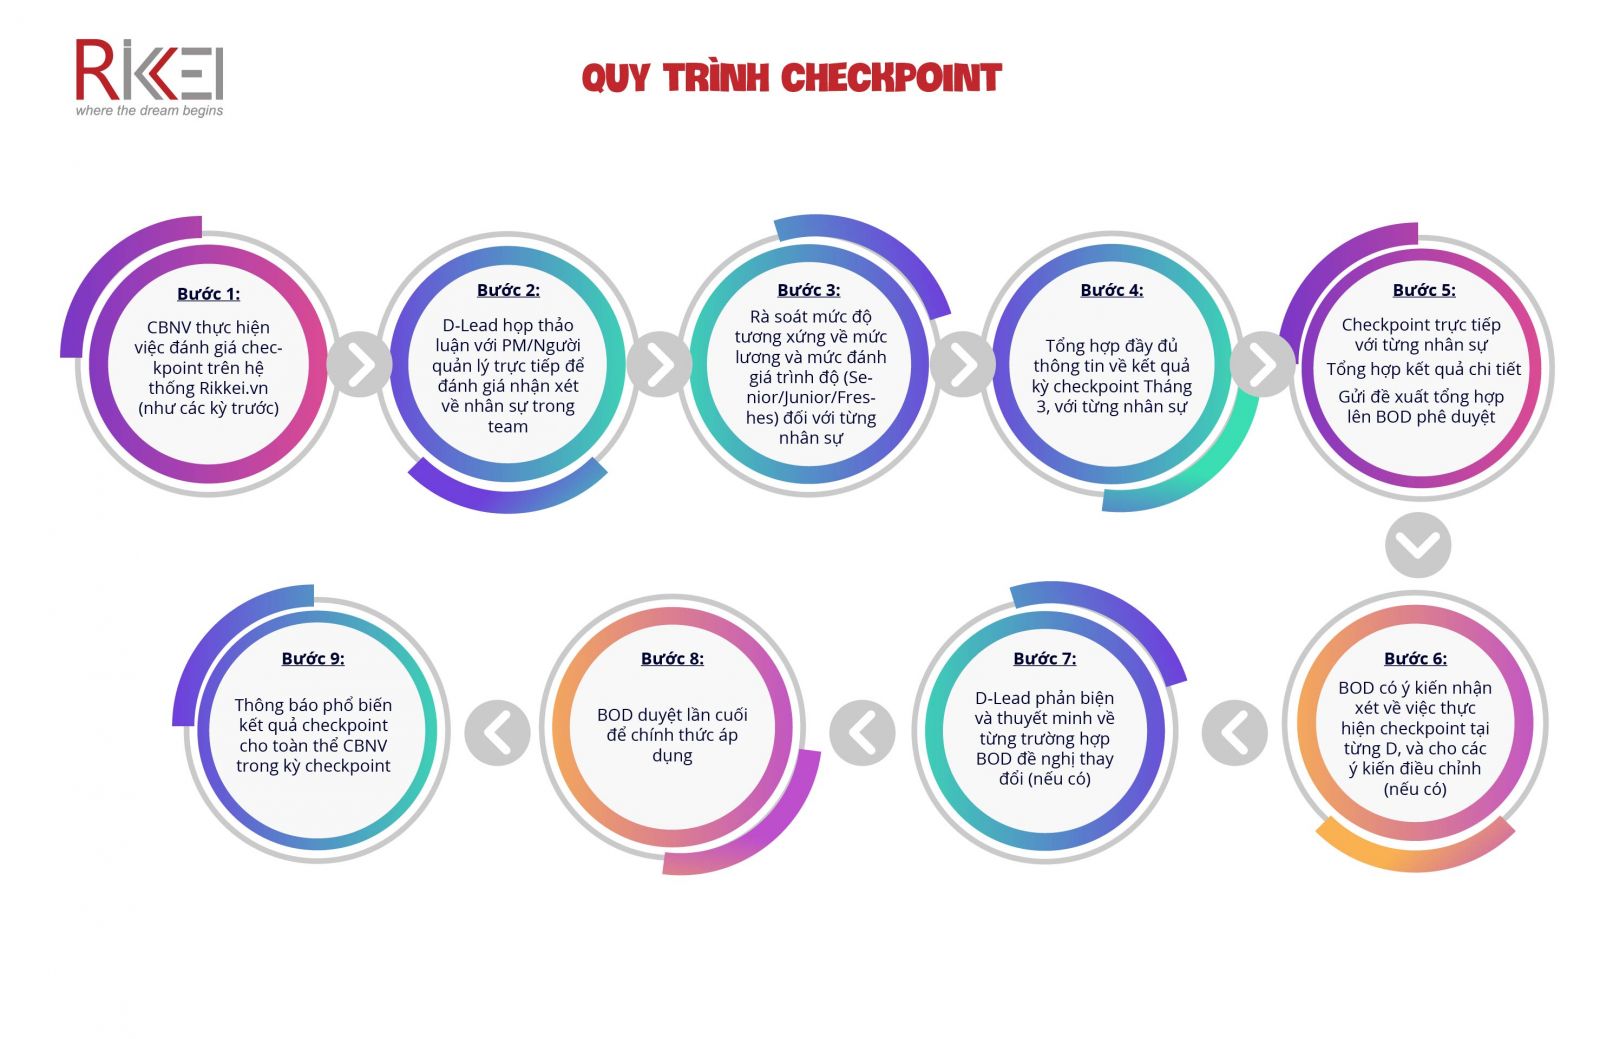 RIKKEI
where the dream begins
QUY TRÌNH CHECKPOINT
Bước 1:
CBNV thực hiện
việc đánh giá chec-
kpoint trên hệ
thống Rikkei.vn
(như các kỳ trước)
Bước 2:
D-Lead họp thảo
luận với PM/Người
quản lý trực tiếp để
đánh giá nhận xét
về nhân sự trong
team
Bước 3:
Rà soát mức độ
tương xứng về mức
lương và mức đánh
giá trình độ (Se-
nior/Junior/Fres-
hes) đối với từng
nhân sự
Bước 4:
Tổng hợp đầy đủ
thông tin về kết quả
kỳ checkpoint Tháng
3, với từng nhân sự
Bước 5:
Checkpoint trực tiếp
với từng nhân sự
Tổng hợp kết quả chi tiết
Gửi đề xuất tổng hợp
lên BOD phê duyệt
Bước 6:
BOD có ý kiến nhận
xét về việc thực
hiện checkpoint tại
từng D, và cho các
ý kiến điều chỉnh
(nếu có)
Bước 7:
D-Lead phản biện
và thuyết minh về
từng trường hợp
BOD đề nghị thay
đổi (nếu có)
Bước 8:
BOD duyệt lần cuối
để chính thức áp
dụng
Bước 9:
Thông báo phổ biến
kết quả checkpoint
cho toàn thể CBNV
trong kỳ checkpoint